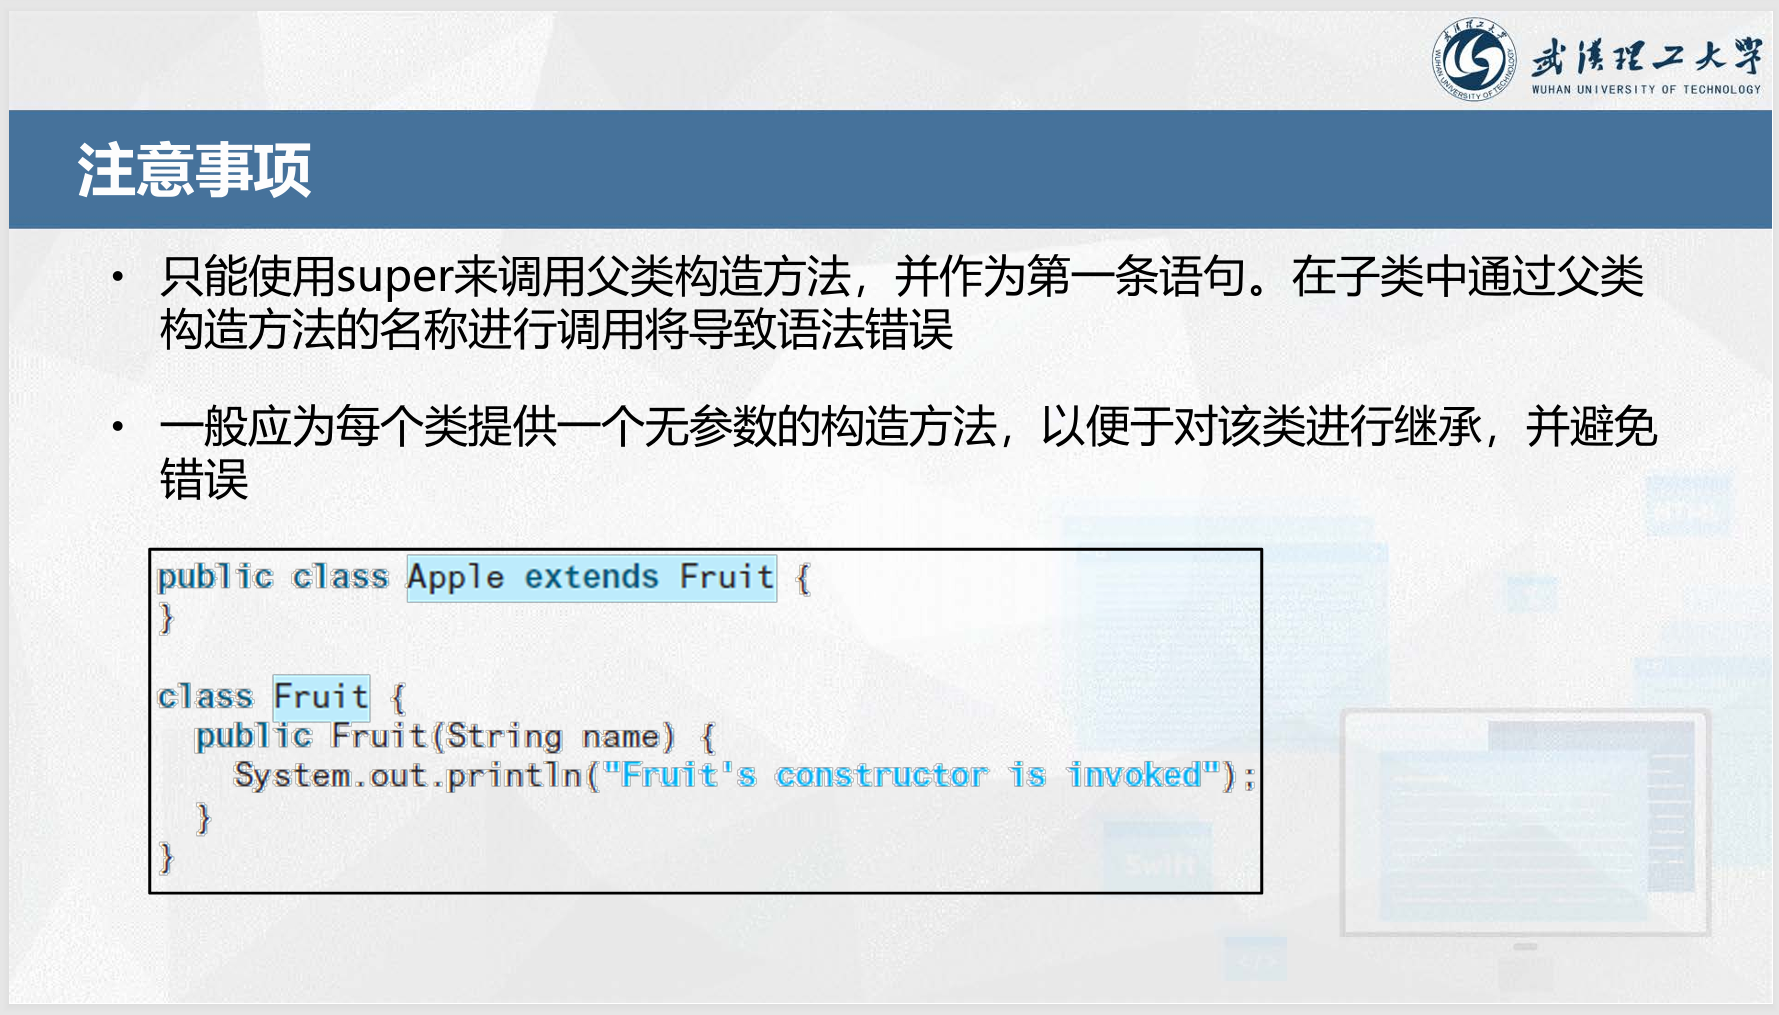 武汉理工大学
WUHAN UNIVERSITY OF TECHNOLOGY
注意事项
• 只能使用super来调用父类构造方法，并作为第一条语句。在子类中通过父类
构造方法的名称进行调用将导致语法错误
• 一般应为每个类提供一个无参数的构造方法，以便于对该类进行继承，并避免
错误
public class Apple extends Fruit {
}
class Fruit {
public Fruit(String name) {
System.out.println("Fruit's constructor is invoked");
}
}
Swift